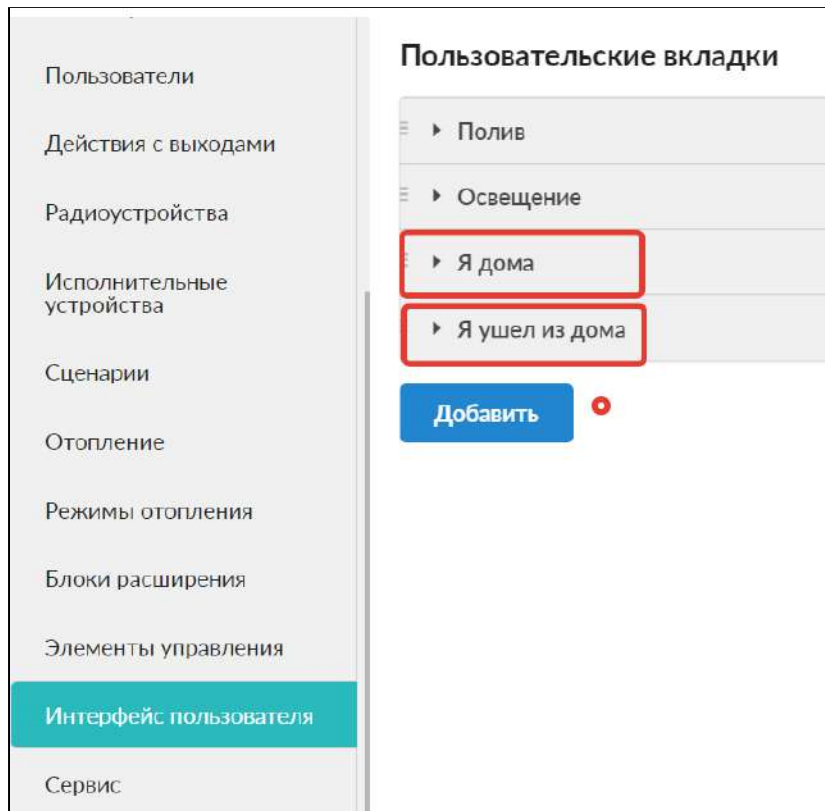 Пользователи
Действия с выходами
Радиоустройства
Исполнительные
устройства
Сценарии
Отопление
Режимы отопления
Блоки расширения
Элементы управления
Интерфейс пользователя
Сервис
Пользовательские вкладки
Полив
Освещение
Я дома
Я ушел из дома
Добавить